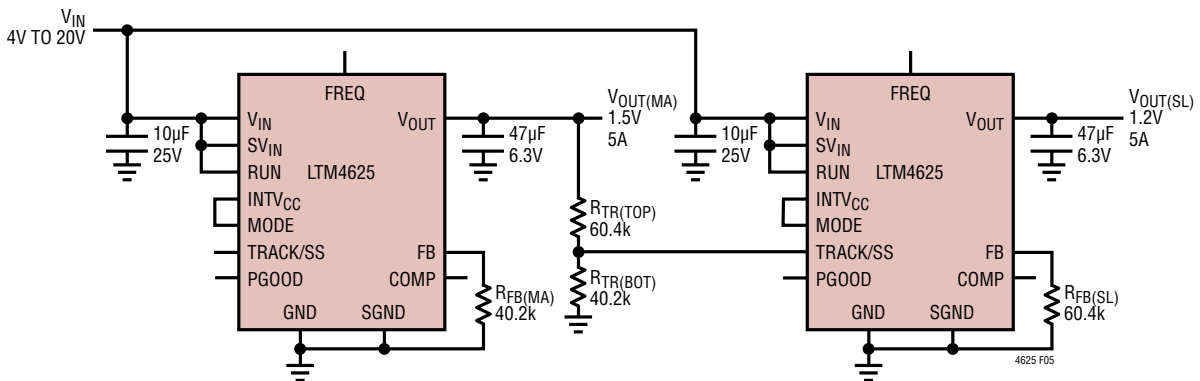 VIN
4V TO 20V
10µF
25V
FREQ
VIN
SVIN
RUN
INTVCC
MODE
TRACK/SS
PGOOD
LTM4625
VOUT
FB
COMP
GND
SGND
47µF
6.3V
VOUT(MA)
1.5V
5A
RFB(MA)
40.2k
RTR(TOP)
60.4k
RTR(BOT)
40.2k
10µF
25V
FREQ
VIN
SVIN
RUN
INTVCC
MODE
TRACK/SS
PGOOD
LTM4625
VOUT
FB
COMP
GND
SGND
47µF
6.3V
VOUT(SL)
1.2V
5A
RFB(SL)
60.4k
4625 F05